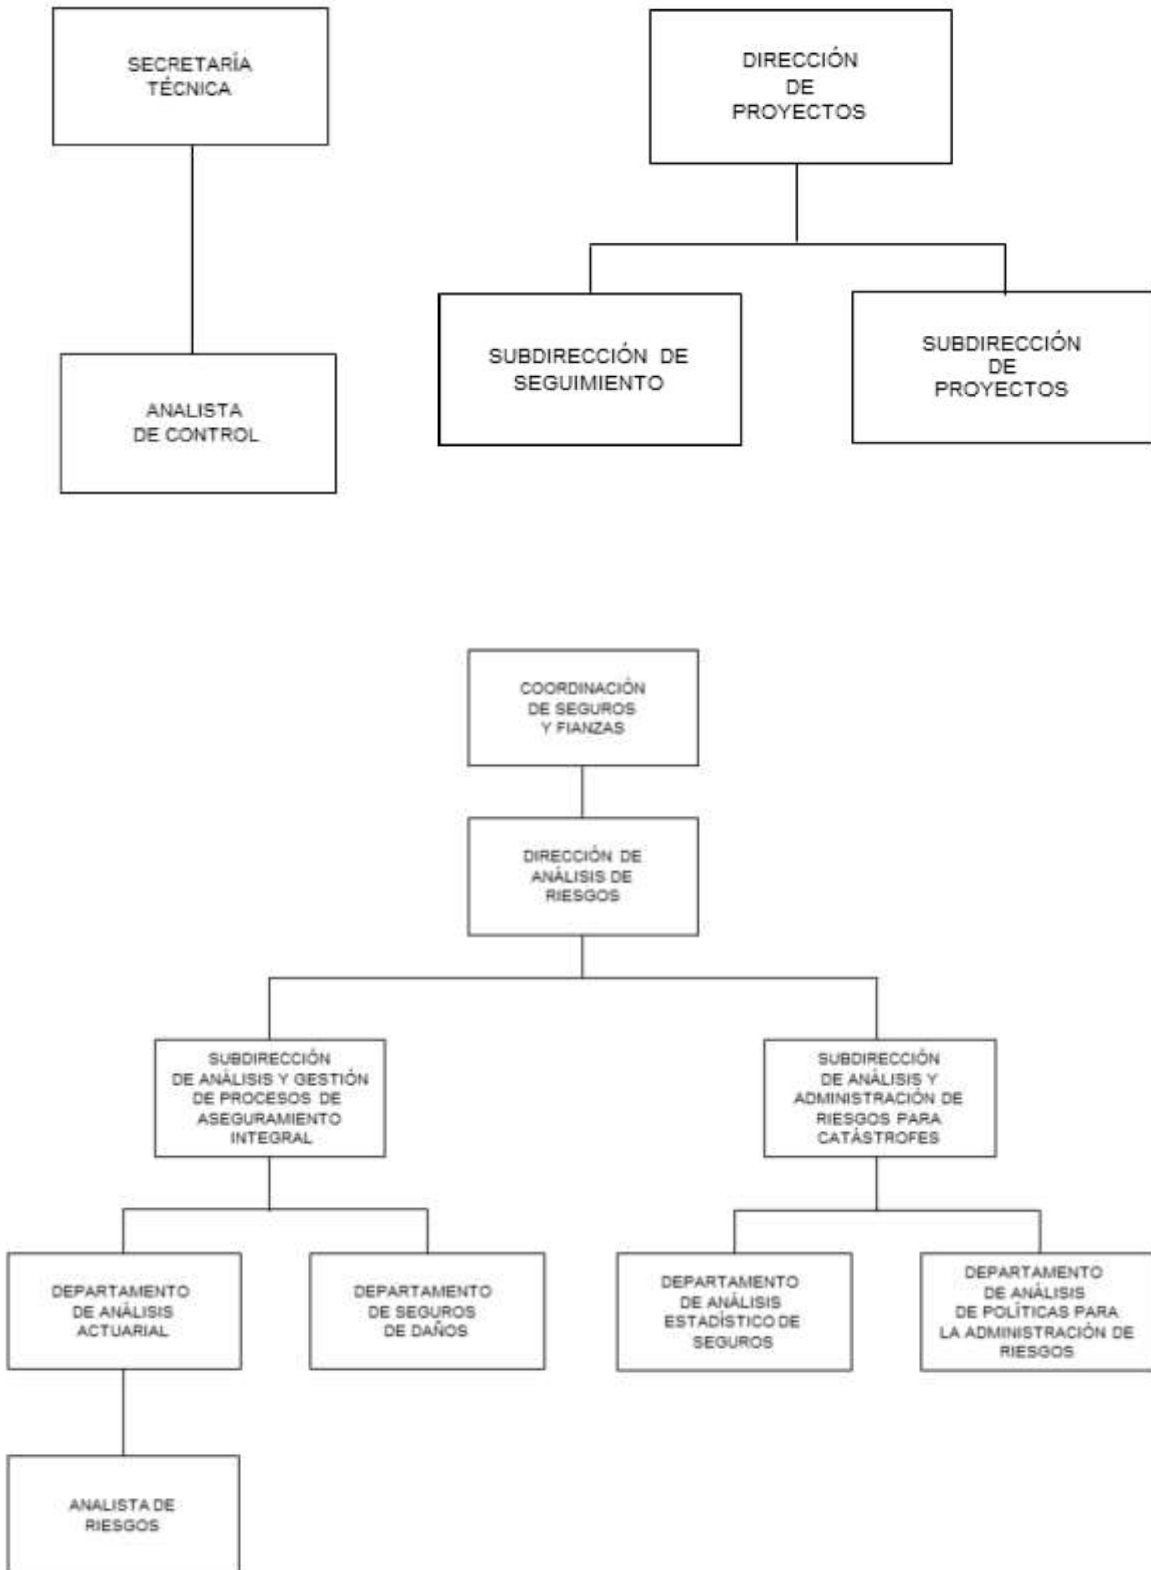 SECRETARÍA
TÉCNICA
DIRECCIÓN
DE
PROYECTOS
SUBDIRECCIÓN DE
SEGUIMIENTO
SUBDIRECCIÓN
DE
PROYECTOS
ANALISTA
DE CONTROL
COORDINACIÓN
DE SEGUROS
Y FIANZAS
DIRECCIÓN DE
ANÁLISIS DE
RIESGOS
SUBDIRECCIÓN
DE ANÁLISIS Y GESTIÓN
DE PROCESOS DE
ASEGURAMIENTO
INTEGRAL
SUBDIRECCIÓN
DE ANÁLISIS Y
ADMINISTRACIÓN DE
RIESGOS PARA
CATÁSTROFES
DEPARTAMENTO
DE ANÁLISIS
ACTUARIAL
DEPARTAMENTO
DE SEGUROS
DE DAÑOS
DEPARTAMENTO
DE ANÁLISIS
ESTADÍSTICO DE
SEGUROS
DEPARTAMENTO
DE ANÁLISIS
DE POLÍTICAS PARA
LA ADMINISTRACIÓN DE
RIESGOS
ANALISTA DE
RIESGOS